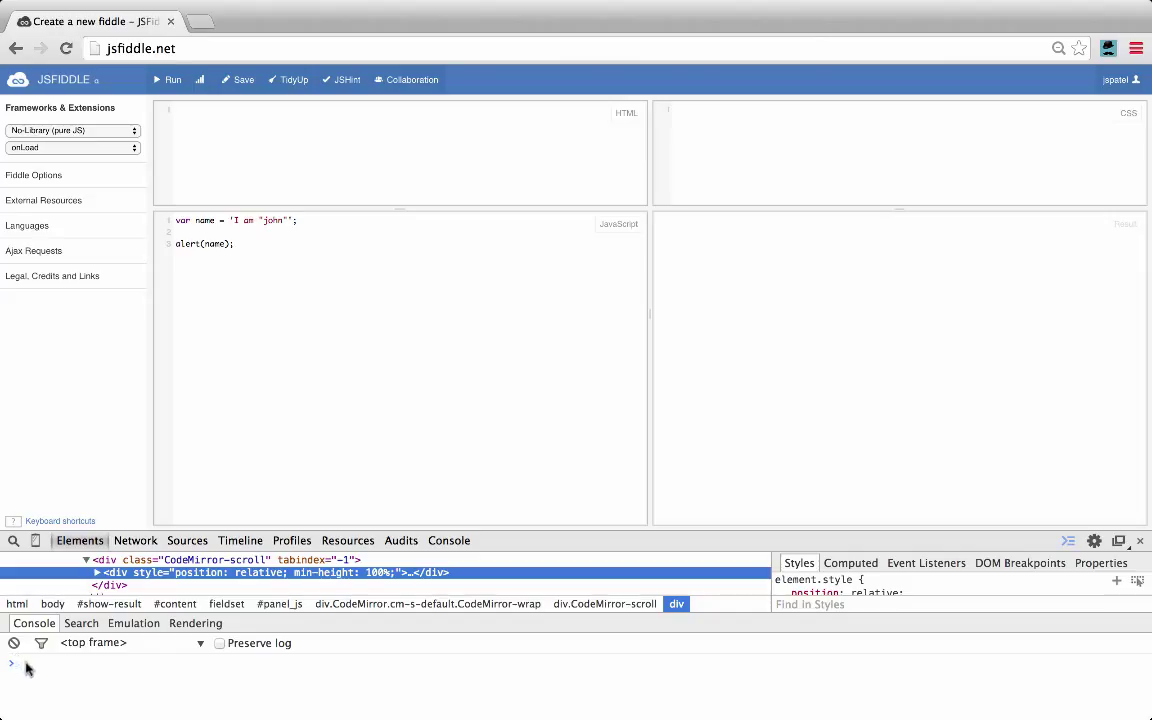 Create a new fiddle – JSFid
jsfiddle.net
JSFIDDLE α
Run
Save
TidyUp
JSHint
Collaboration
jspatel
Frameworks & Extensions
No-Library (pure JS)
onLoad
Fiddle Options
External Resources
Languages
Ajax Requests
Legal, Credits and Links
? Keyboard shortcuts
1
HTML
1
CSS
1 var name = 'I am "john"';
2
3 alert(name);
JavaScript
Result
Elements Network Sources Timeline Profiles Resources Audits Console
<div class="CodeMirror-scroll" tabindex="-1">
<div style="position: relative; min-height: 100%;">…</div>
</div>
html body #show-result #content fieldset #panel_js div.CodeMirror.cm-s-default.CodeMirror-wrap div.CodeMirror-scroll div
Styles Computed Event Listeners DOM Breakpoints Properties
element.style {
position: relative;
Find in Styles
Console Search Emulation Rendering
<top frame> Preserve log
>